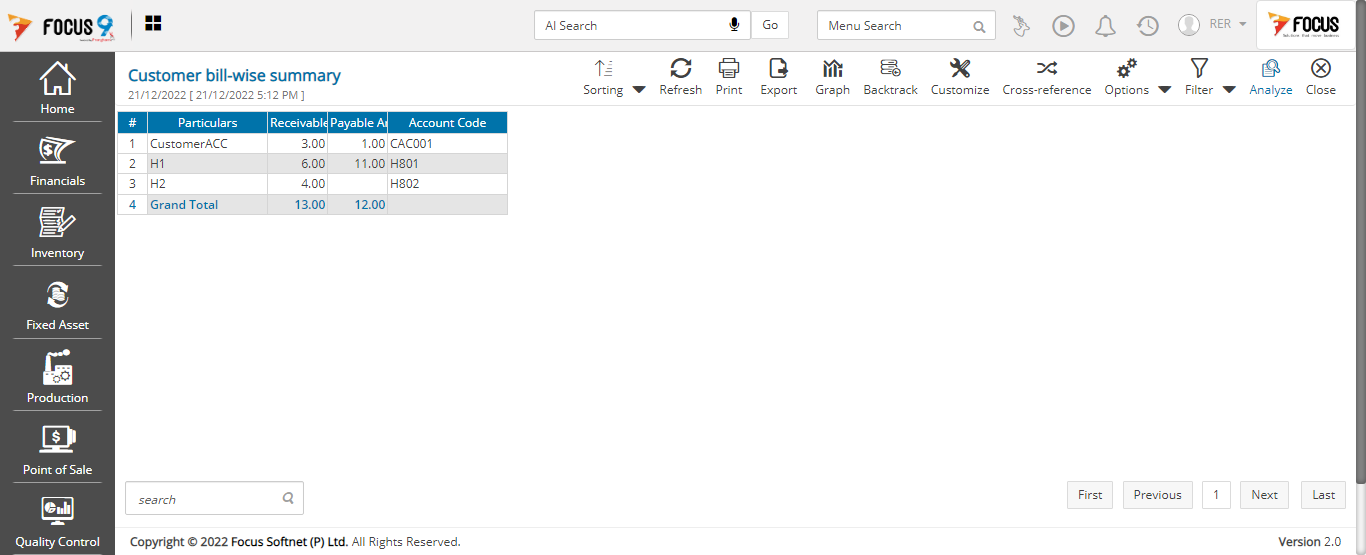 FOCUS 9
AI Search
Go
Menu Search
RER
FOCUS
Home
Financials
Inventory
Fixed Asset
Production
Point of Sale
Quality Control
Customer bill-wise summary
21/12/2022 [ 21/12/2022 5:12 PM ]
Sorting Refresh Print Export Graph Backtrack Customize Cross-reference Options Filter Analyze Close
# Particulars Receivable Payable Account Code
1 CustomerACC 3.00 1.00 CAC001
2 H1 6.00 11.00 H801
3 H2 4.00 H802
4 Grand Total 13.00 12.00
search
First Previous 1 Next Last
Copyright © 2022 Focus Softnet (P) Ltd. All Rights Reserved.
Version 2.0